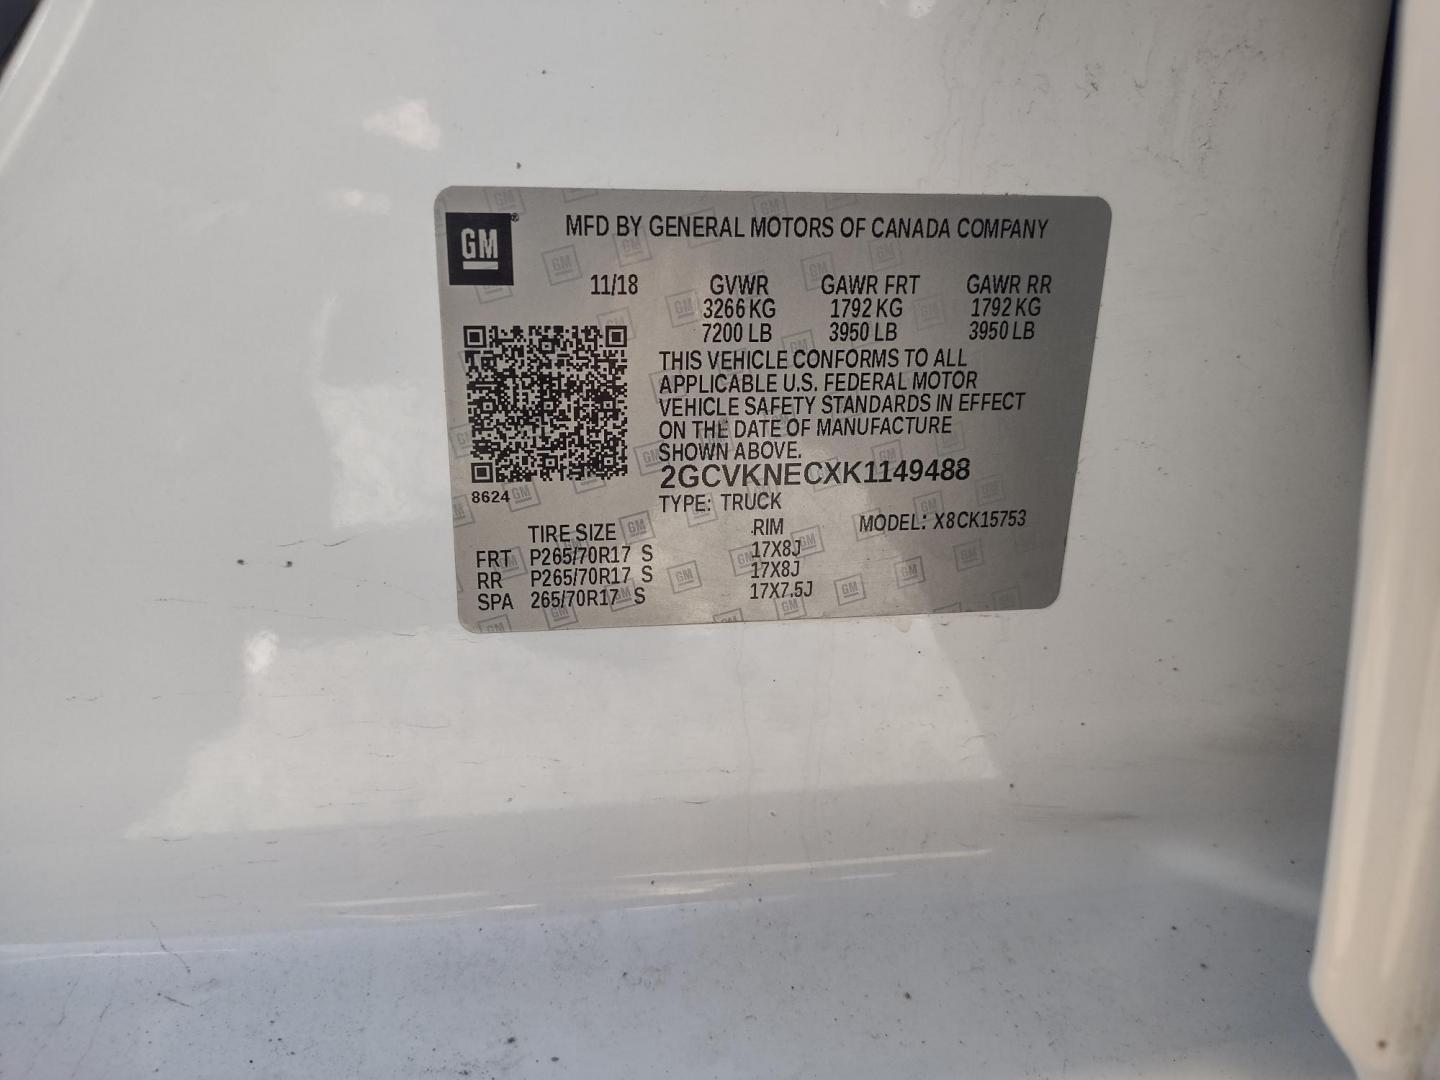 GM®
MFD BY GENERAL MOTORS OF CANADA COMPANY
11/18 GVWR GAWR FRT GAWR RR
3266 KG 1792 KG 1792 KG
7200 LB 3950 LB 3950 LB
THIS VEHICLE CONFORMS TO ALL
APPLICABLE U.S. FEDERAL MOTOR
VEHICLE SAFETY STANDARDS IN EFFECT
ON THE DATE OF MANUFACTURE
SHOWN ABOVE.
2GCVKNECXK1149488
8624
TYPE: TRUCK
TIRE SIZE RIM MODEL: X8CK15753
FRT P265/70R17 S 17X8J
RR P265/70R17 S 17X8J
SPA 265/70R17 S 17X7.5J